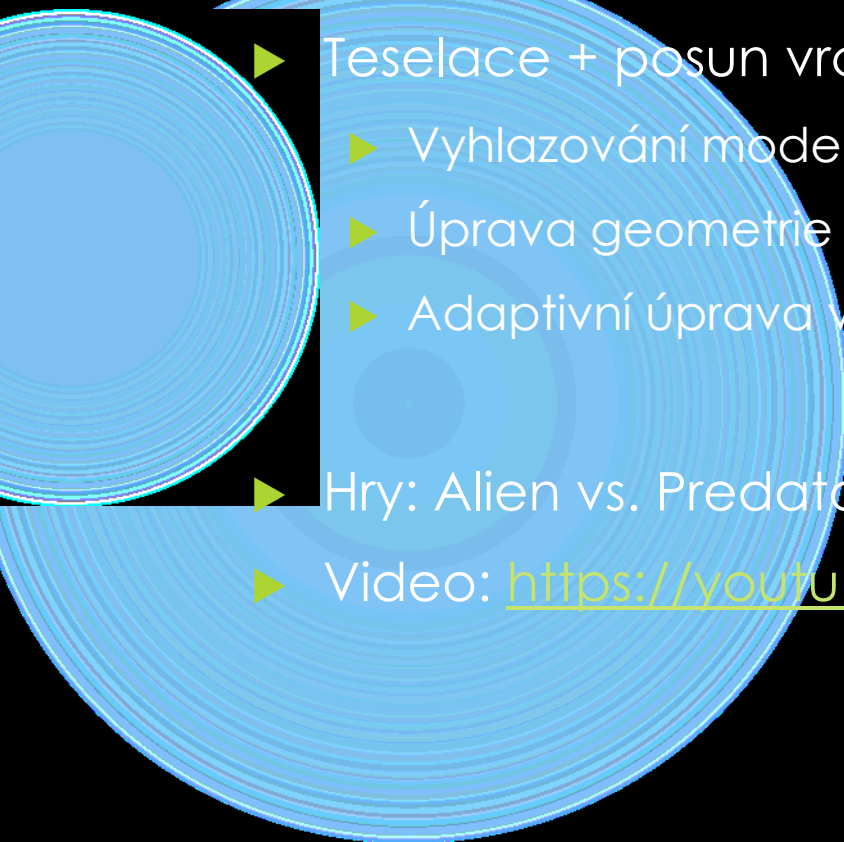 Teselace + posun
Vyhlazování
Úprava geometrie
Adaptivní úprava
Hry: Alien vs.
Video: